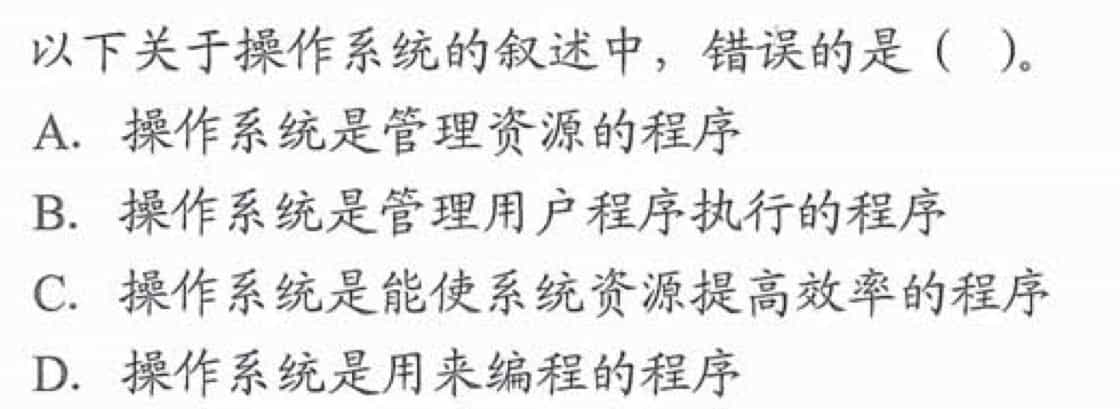 以下关于操作系统的叙述中，错误的是（ ）。
A. 操作系统是管理资源的程序
B. 操作系统是管理用户程序执行的程序
C. 操作系统是能使系统资源提高效率的程序
D. 操作系统是用来编程的程序